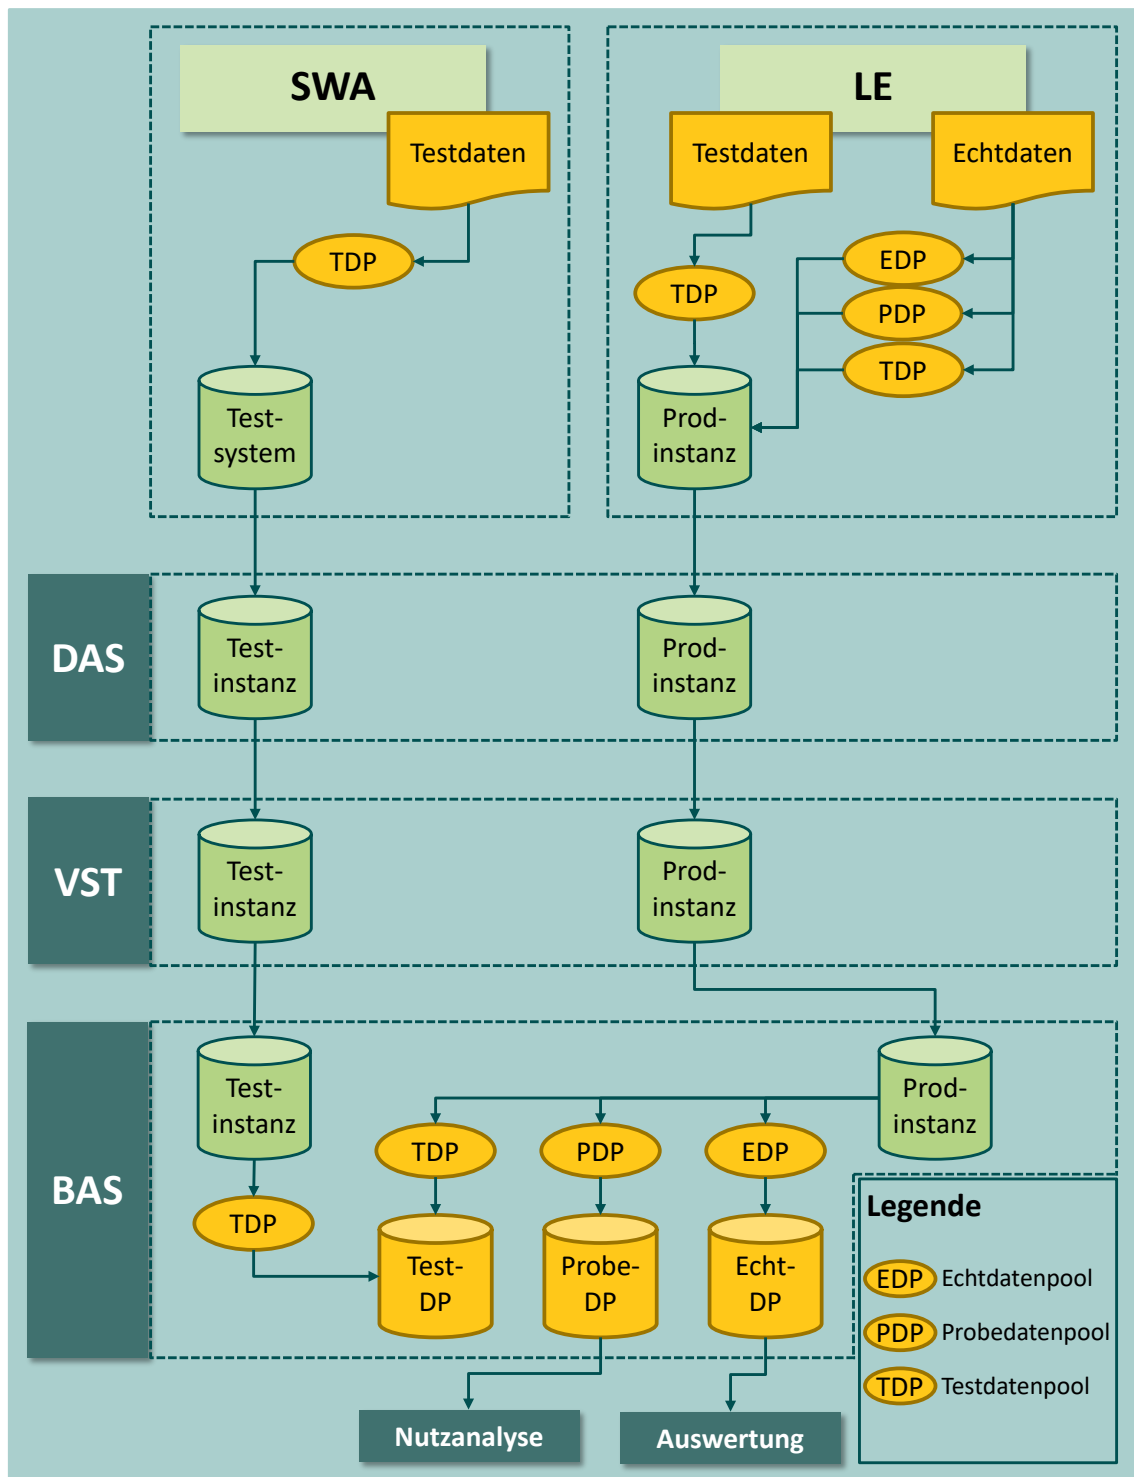 SWA
LE
Testdaten
Testdaten
Echtdaten
TDP
TDP
EDP
PDP
TDP
Test-
system
Prod-
instanz
DAS
Test-
instanz
Prod-
instanz
VST
Test-
instanz
Prod-
instanz
BAS
Test-
instanz
Prod-
instanz
TDP
PDP
EDP
TDP
Test-
DP
Probe-
DP
Echt-
DP
Legende
EDP Echtdatenpool
PDP Probedatenpool
TDP Testdatenpool
Nutzanalyse
Auswertung